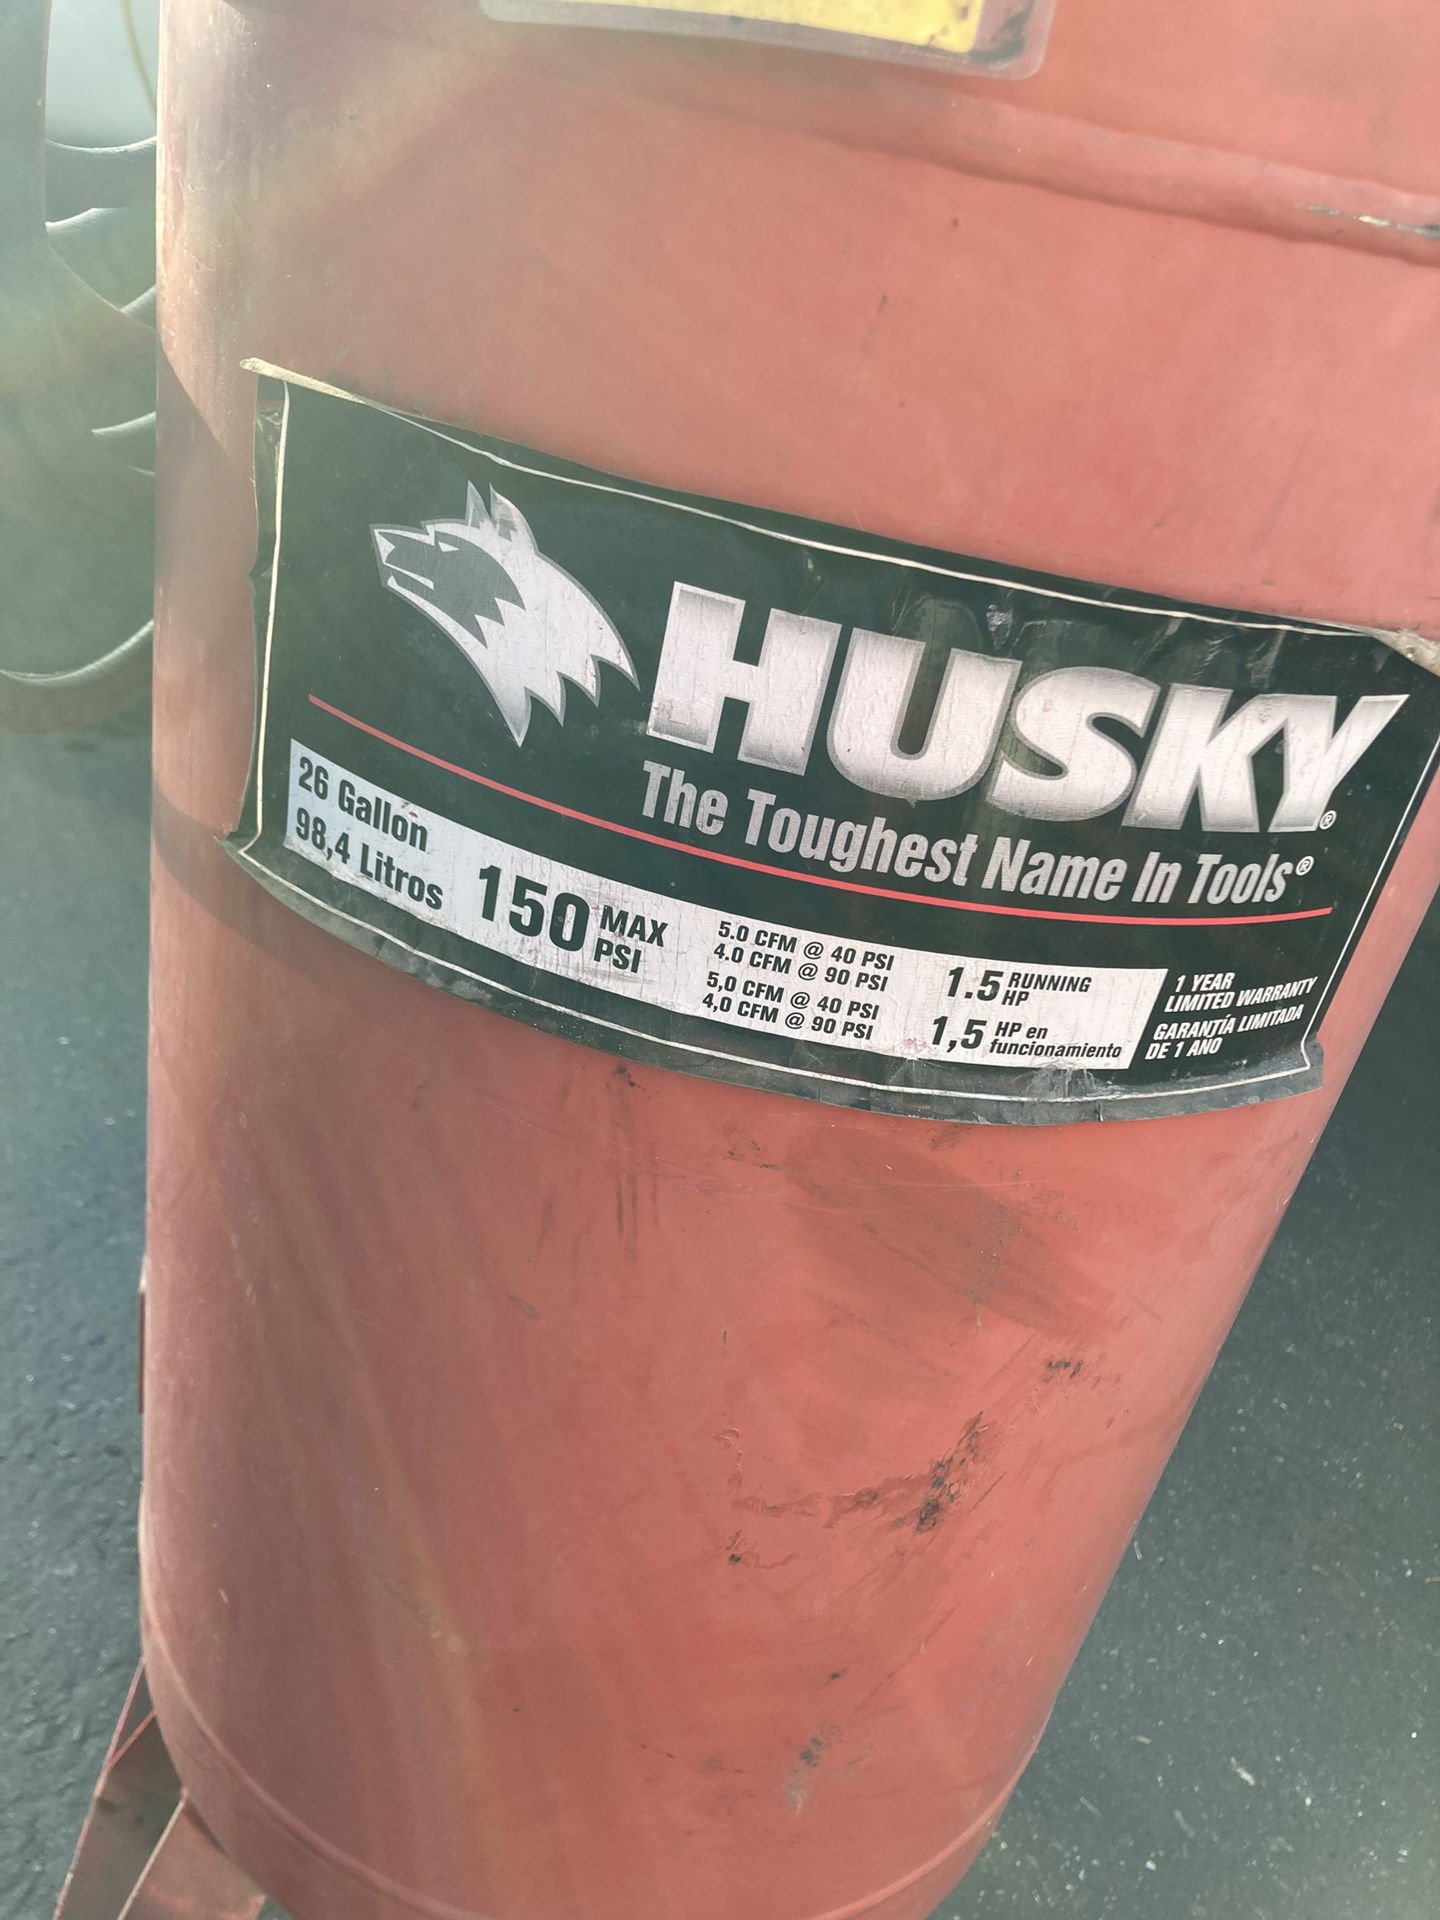 HUSKY®
The Toughest Name In Tools®
26 Gallon
98,4 Litros
150 MAX PSI
5.0 CFM @ 40 PSI
4.0 CFM @ 90 PSI
5,0 CFM @ 40 PSI
4,0 CFM @ 90 PSI
1.5 RUNNING HP
1,5 HP en funcionamiento
1 YEAR
LIMITED WARRANTY
GARANTÍA LIMITADA
DE 1 AÑO